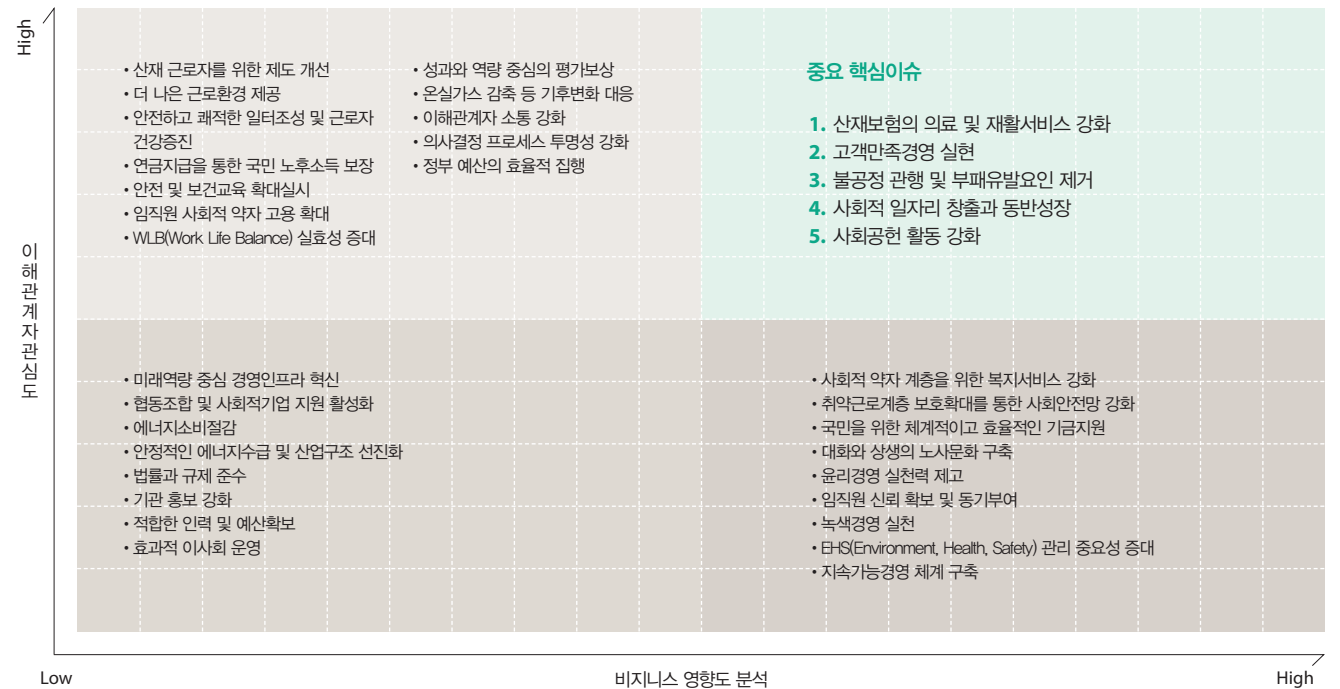 High
이해관계자관심도
• 산재 근로자를 위한 제도 개선
• 더 나은 근로환경 제공
• 안전하고 쾌적한 일터조성 및 근로자
건강증진
• 연금지급을 통한 국민 노후소득 보장
• 안전 및 보건교육 확대실시
• 임직원 사회적 약자 고용 확대
• WLB(Work Life Balance) 실효성 증대
• 성과와 역량 중심의 평가보상
• 온실가스 감축 등 기후변화 대응
• 이해관계자 소통 강화
• 의사결정 프로세스 투명성 강화
• 정부 예산의 효율적 집행
중요 핵심이슈
1. 산재보험의 의료 및 재활서비스 강화
2. 고객만족경영 실현
3. 불공정 관행 및 부패유발요인 제거
4. 사회적 일자리 창출과 동반성장
5. 사회공헌 활동 강화
• 미래역량 중심 경영인프라 혁신
• 협동조합 및 사회적기업 지원 활성화
• 에너지소비절감
• 안정적인 에너지수급 및 산업구조 선진화
• 법률과 규제 준수
• 기관 홍보 강화
• 적합한 인력 및 예산확보
• 효과적 이사회 운영
• 사회적 약자 계층을 위한 복지서비스 강화
• 취약근로계층 보호확대를 통한 사회안전망 강화
• 국민을 위한 체계적이고 효율적인 기금지원
• 대화와 상생의 노사문화 구축
• 윤리경영 실천력 제고
• 임직원 신뢰 확보 및 동기부여
• 녹색경영 실천
• EHS(Environment, Health, Safety) 관리 중요성 증대
• 지속가능경영 체계 구축
Low
비지니스 영향도 분석
High